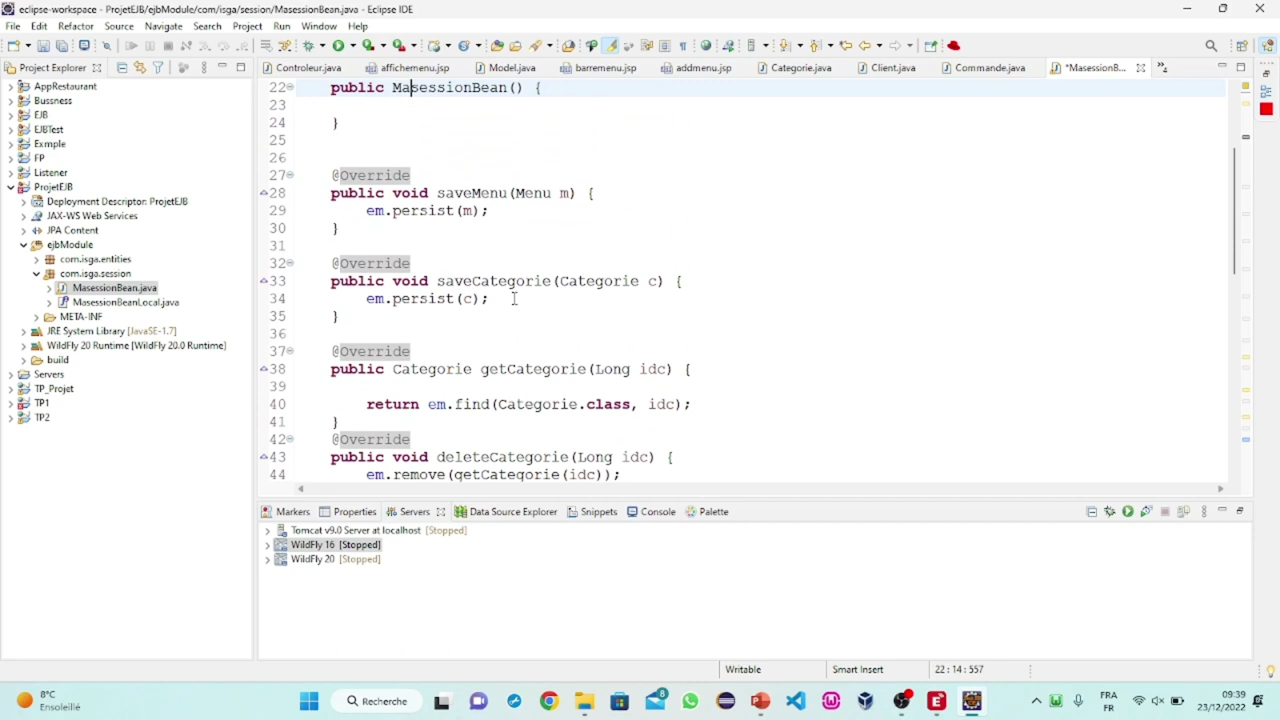 eclipse-workspace - ProjetEJB/ejbModule/com/isga/session/MasessionBean.java - Eclipse IDE
File Edit Refactor Source Navigate Search Project Run Window Help
Project Explorer
Controleur.java affichemenu.jsp Model.java barremenu.jsp addmenu.jsp Categorie.java Client.java Commande.java *MasessionB... 2
AppRestaurant
Bussness
EJB
EJBTest
Exmple
FP
Listener
ProjetEJB
Deployment Descriptor: ProjetEJB
JAX-WS Web Services
JPA Content
ejbModule
com.isga.entities
com.isga.session
MasessionBean.java
MasessionBeanLocal.java
META-INF
JRE System Library [JavaSE-1.7]
WildFly 20 Runtime [WildFly 20.0 Runtime]
build
Servers
TP_Projet
TP1
TP2
22 public MasessionBean() {
23
24 }
25
26
27 @Override
28 public void saveMenu(Menu m) {
29 em.persist(m);
30 }
31
32 @Override
33 public void saveCategorie(Categorie c) {
34 em.persist(c);
35 }
36
37 @Override
38 public Categorie getCategorie(Long idc) {
39
40 return em.find(Categorie.class, idc);
41 }
42 @Override
43 public void deleteCategorie(Long idc) {
44 em.remove(getCategorie(idc));
Markers Properties Servers Data Source Explorer Snippets Console Palette
Tomcat v9.0 Server at localhost [Stopped]
WildFly 16 [Stopped]
WildFly 20 [Stopped]
Writable Smart Insert 22 : 14 : 557
8°C
Ensoleillé
Recherche
8
FRA
FR
09:39
23/12/2022